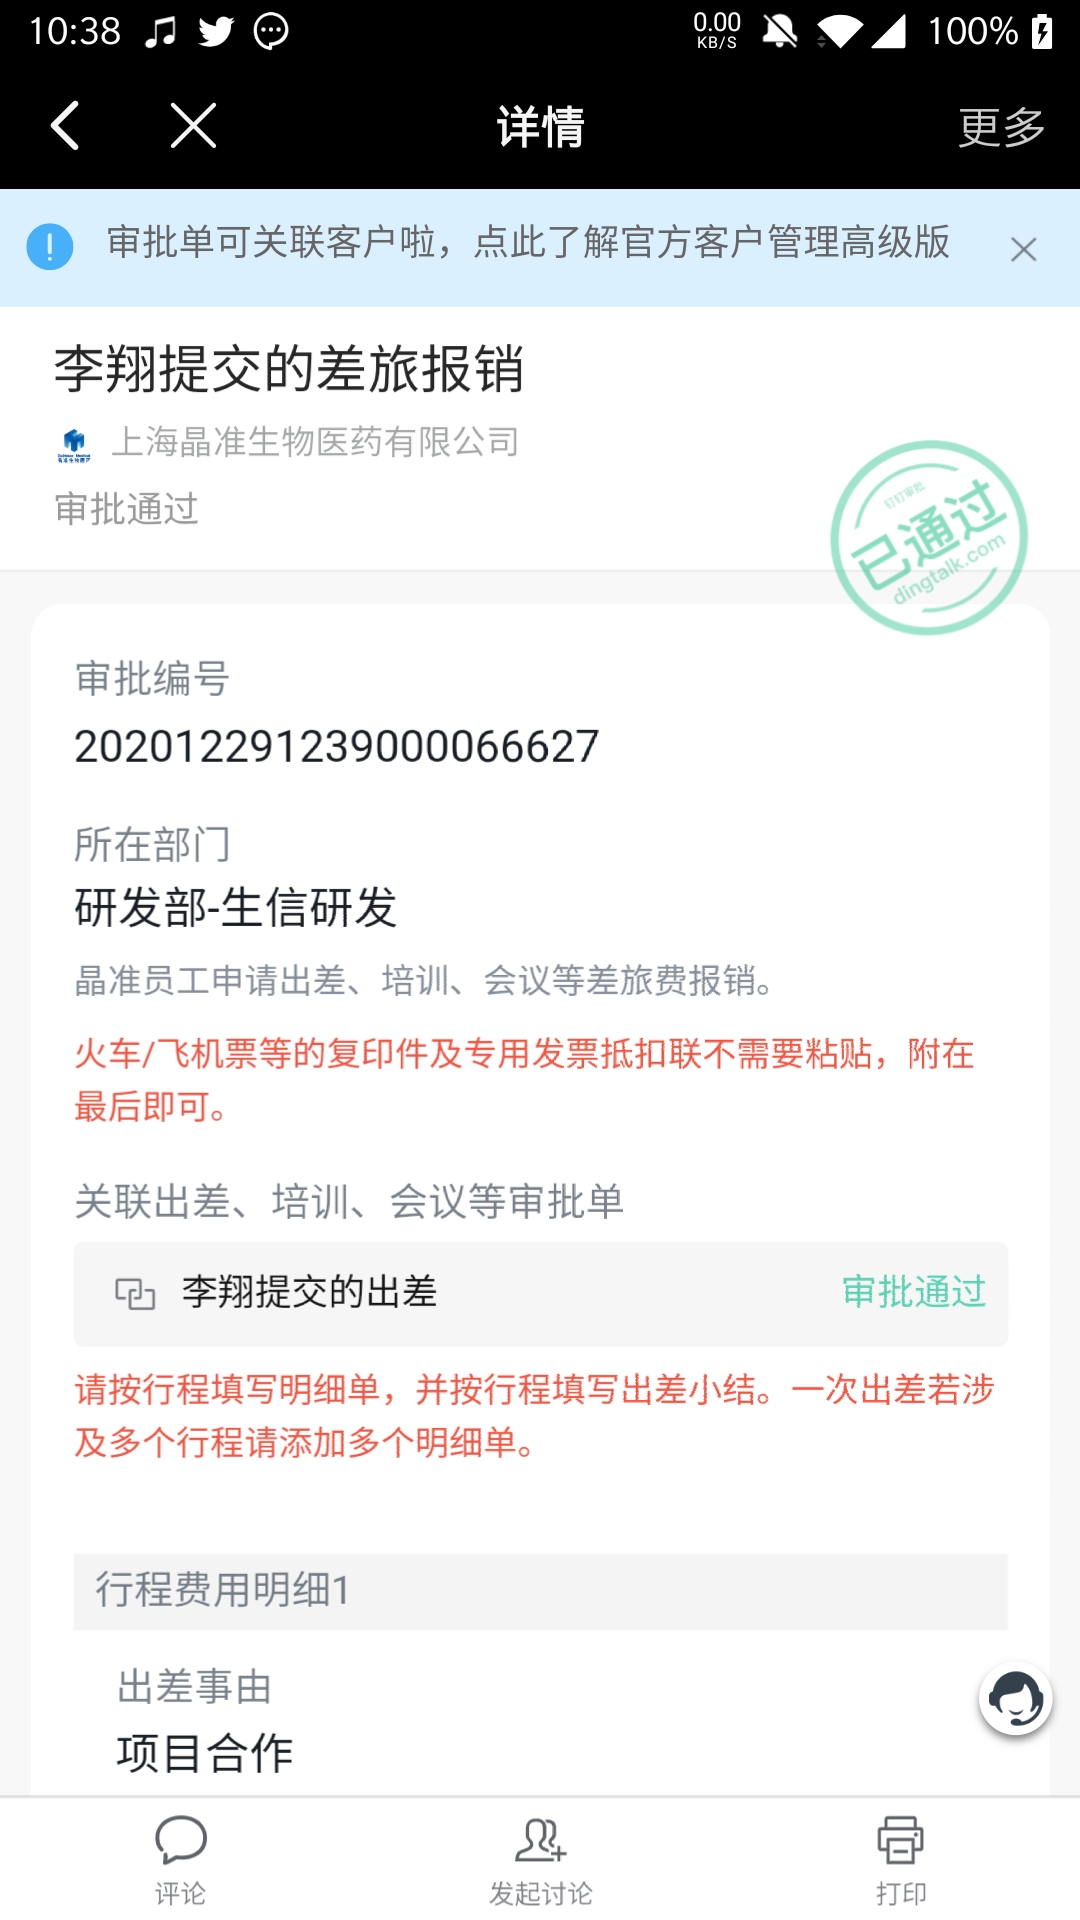 10:38
0.00
KB/S
100%
详情
更多
审批单可关联客户啦，点此了解官方客户管理高级版
李翔提交的差旅报销
上海晶准生物医药有限公司
审批通过
钉钉审批
已通过
dingtalk.com
审批编号
202012291239000066627
所在部门
研发部-生信研发
晶准员工申请出差、培训、会议等差旅费报销。
火车/飞机票等的复印件及专用发票抵扣联不需要粘贴，附在
最后即可。
关联出差、培训、会议等审批单
李翔提交的出差
审批通过
请按行程填写明细单，并按行程填写出差小结。一次出差若涉
及多个行程请添加多个明细单。
行程费用明细1
出差事由
项目合作
评论
发起讨论
打印